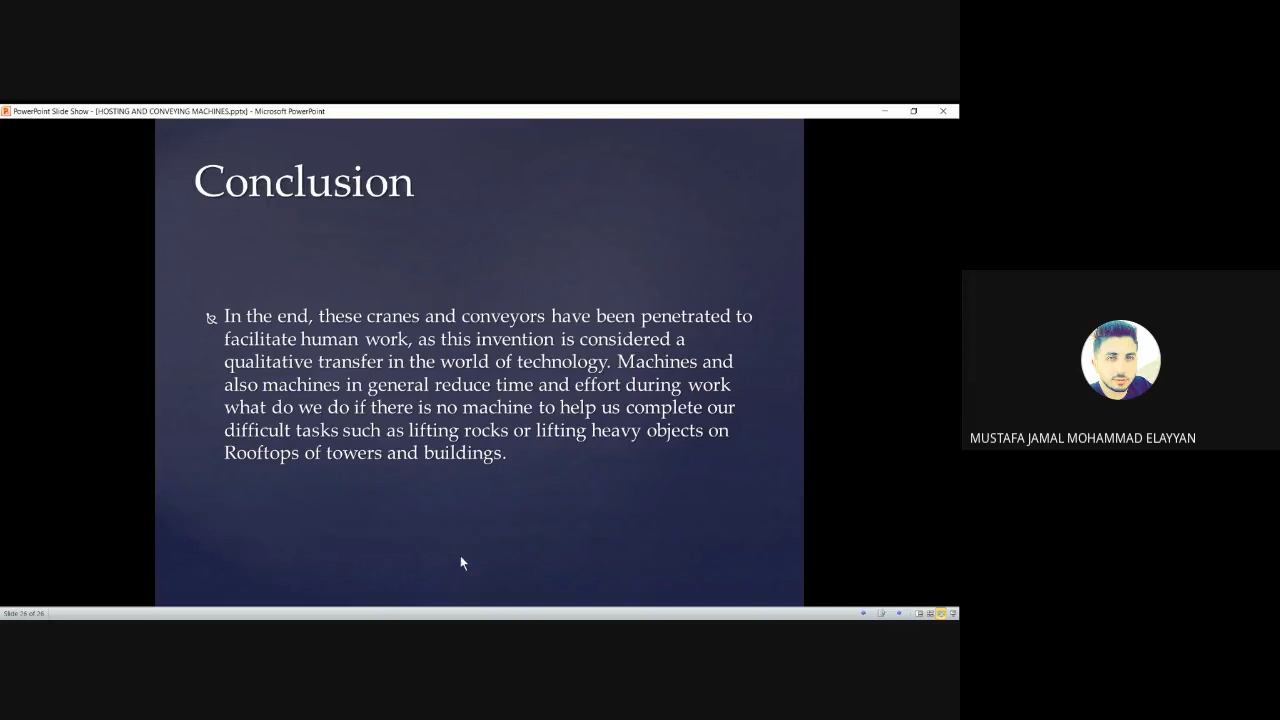 PowerPoint Slide Show - [HOSTING AND CONVEYING MACHINES.pptx] - Microsoft PowerPoint
Conclusion
In the end, these cranes and conveyors have been penetrated to
facilitate human work, as this invention is considered a
qualitative transfer in the world of technology. Machines and
also machines in general reduce time and effort during work
what do we do if there is no machine to help us complete our
difficult tasks such as lifting rocks or lifting heavy objects on
Rooftops of towers and buildings.
MUSTAFA JAMAL MOHAMMAD ELAYYAN
Slide 26 of 26